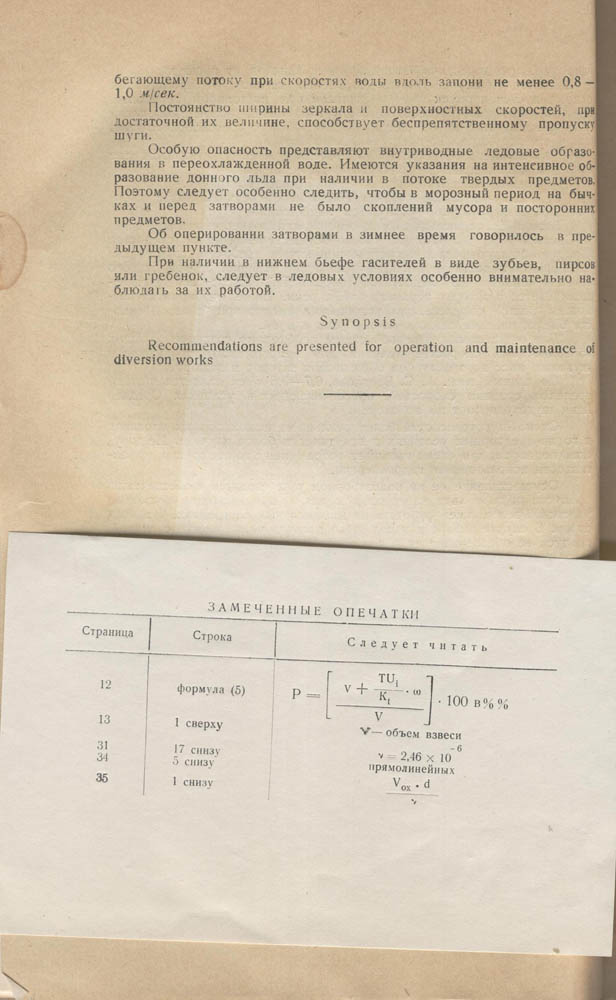 бегающему потоку при скоростях воды вдоль запони не менее 0,8 —
1,0 м/сек.
Постоянство ширины зеркала и поверхностных скоростей, при
достаточной их величине, способствует беспрепятственному пропуску
шуги.
Особую опасность представляют внутриводные ледовые образо-
вания в переохлажденной воде. Имеются указания на интенсивное об-
разование донного льда при наличии в потоке твердых предметов.
Поэтому следует особенно следить, чтобы в морозный период на быч-
ках и перед затворами не было скоплений мусора и посторонних
предметов.
Об оперировании затворами в зимнее время говорилось в пре-
дыдущем пункте.
При наличии в нижнем бьефе гасителей в виде зубьев, пирсов
или гребенок, следует в ледовых условиях особенно внимательно на-
блюдать за их работой.
Synopsis
Recommendations are presented for operation and maintenance of
diversion works
ЗАМЕЧЕННЫЕ ОПЕЧАТКИ
Страница Строка Следует читать
12 формула (5) P = [ (v + TU₁/K₁ · ω) / V ] · 100 в% %
13 1 сверху V — объем взвеси
31 17 снизу ν = 2,46 × 10⁻⁶
34 5 снизу прямолинейных
35 1 снизу Vох · d / ν